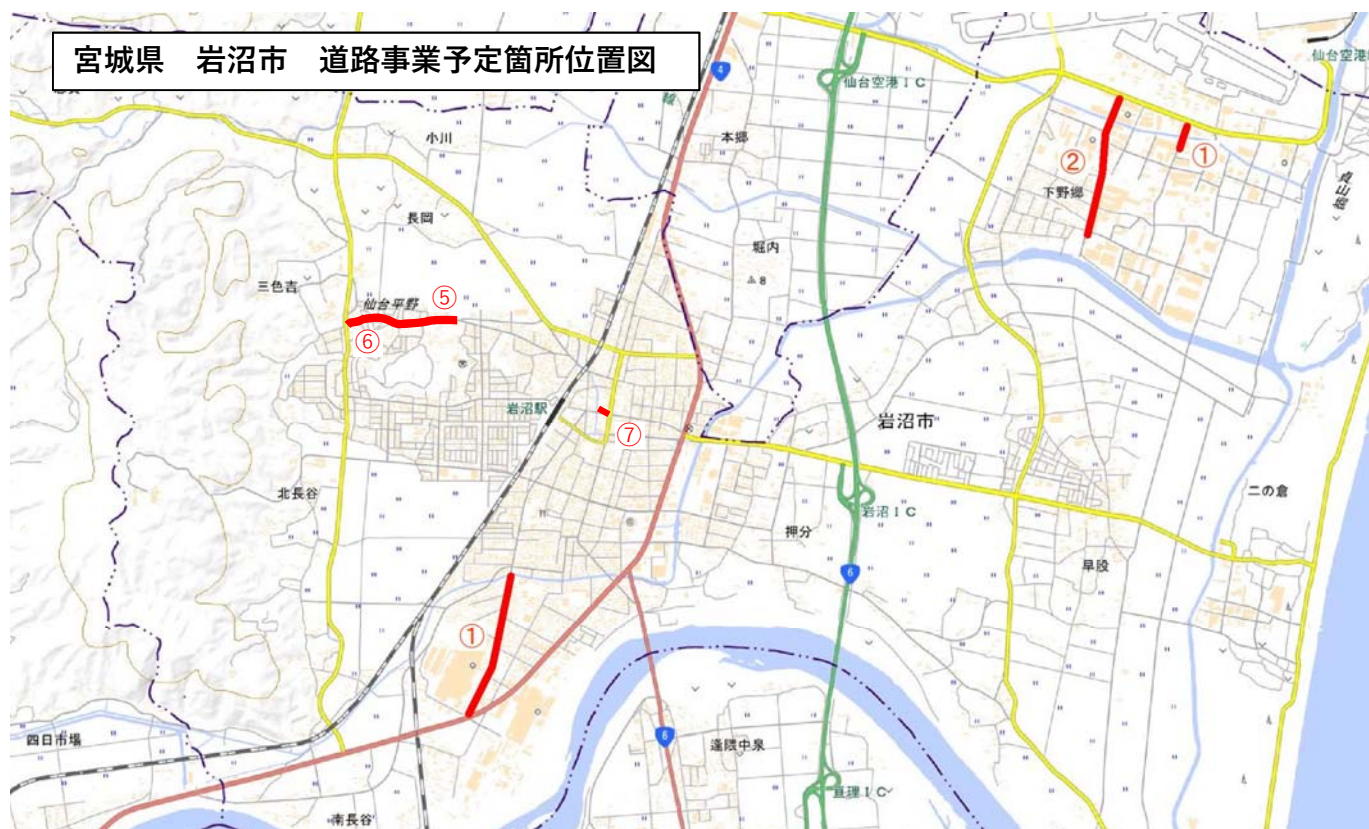 宮城県 岩沼市 道路事業予定箇所位置図
4
仙台空港IC
仙台空港
小川
本郷
②
①
下野郷
長岡
堀内
8
三色吉
仙台平野
⑤
⑥
岩沼駅
⑦
岩沼市
北長谷
二の倉
岩沼IC
押分
早股
6
①
四日市場
6
逢隈中泉
亘理IC
南長谷